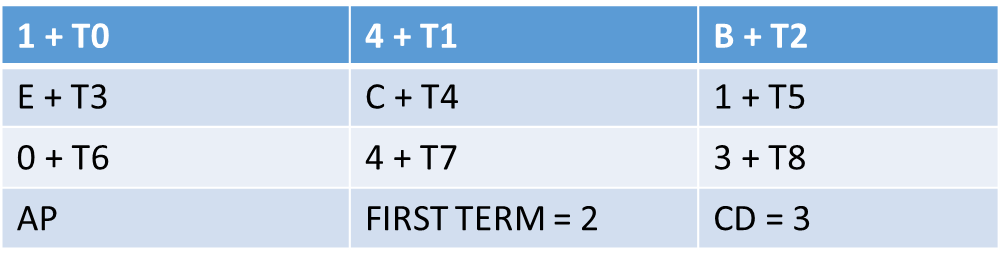 1 + T0 4 + T1 B + T2
E + T3 C + T4 1 + T5
0 + T6 4 + T7 3 + T8
AP FIRST TERM = 2 CD = 3